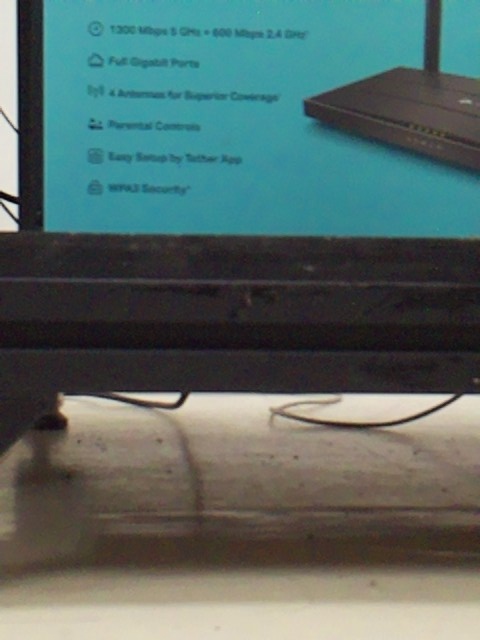 1300 Mbps 5 GHz + 600 Mbps 2.4 GHz*
Full Gigabit Ports
4 Antennas for Superior Coverage*
Parental Controls
Easy Setup by Tether App
WPA3 Security*